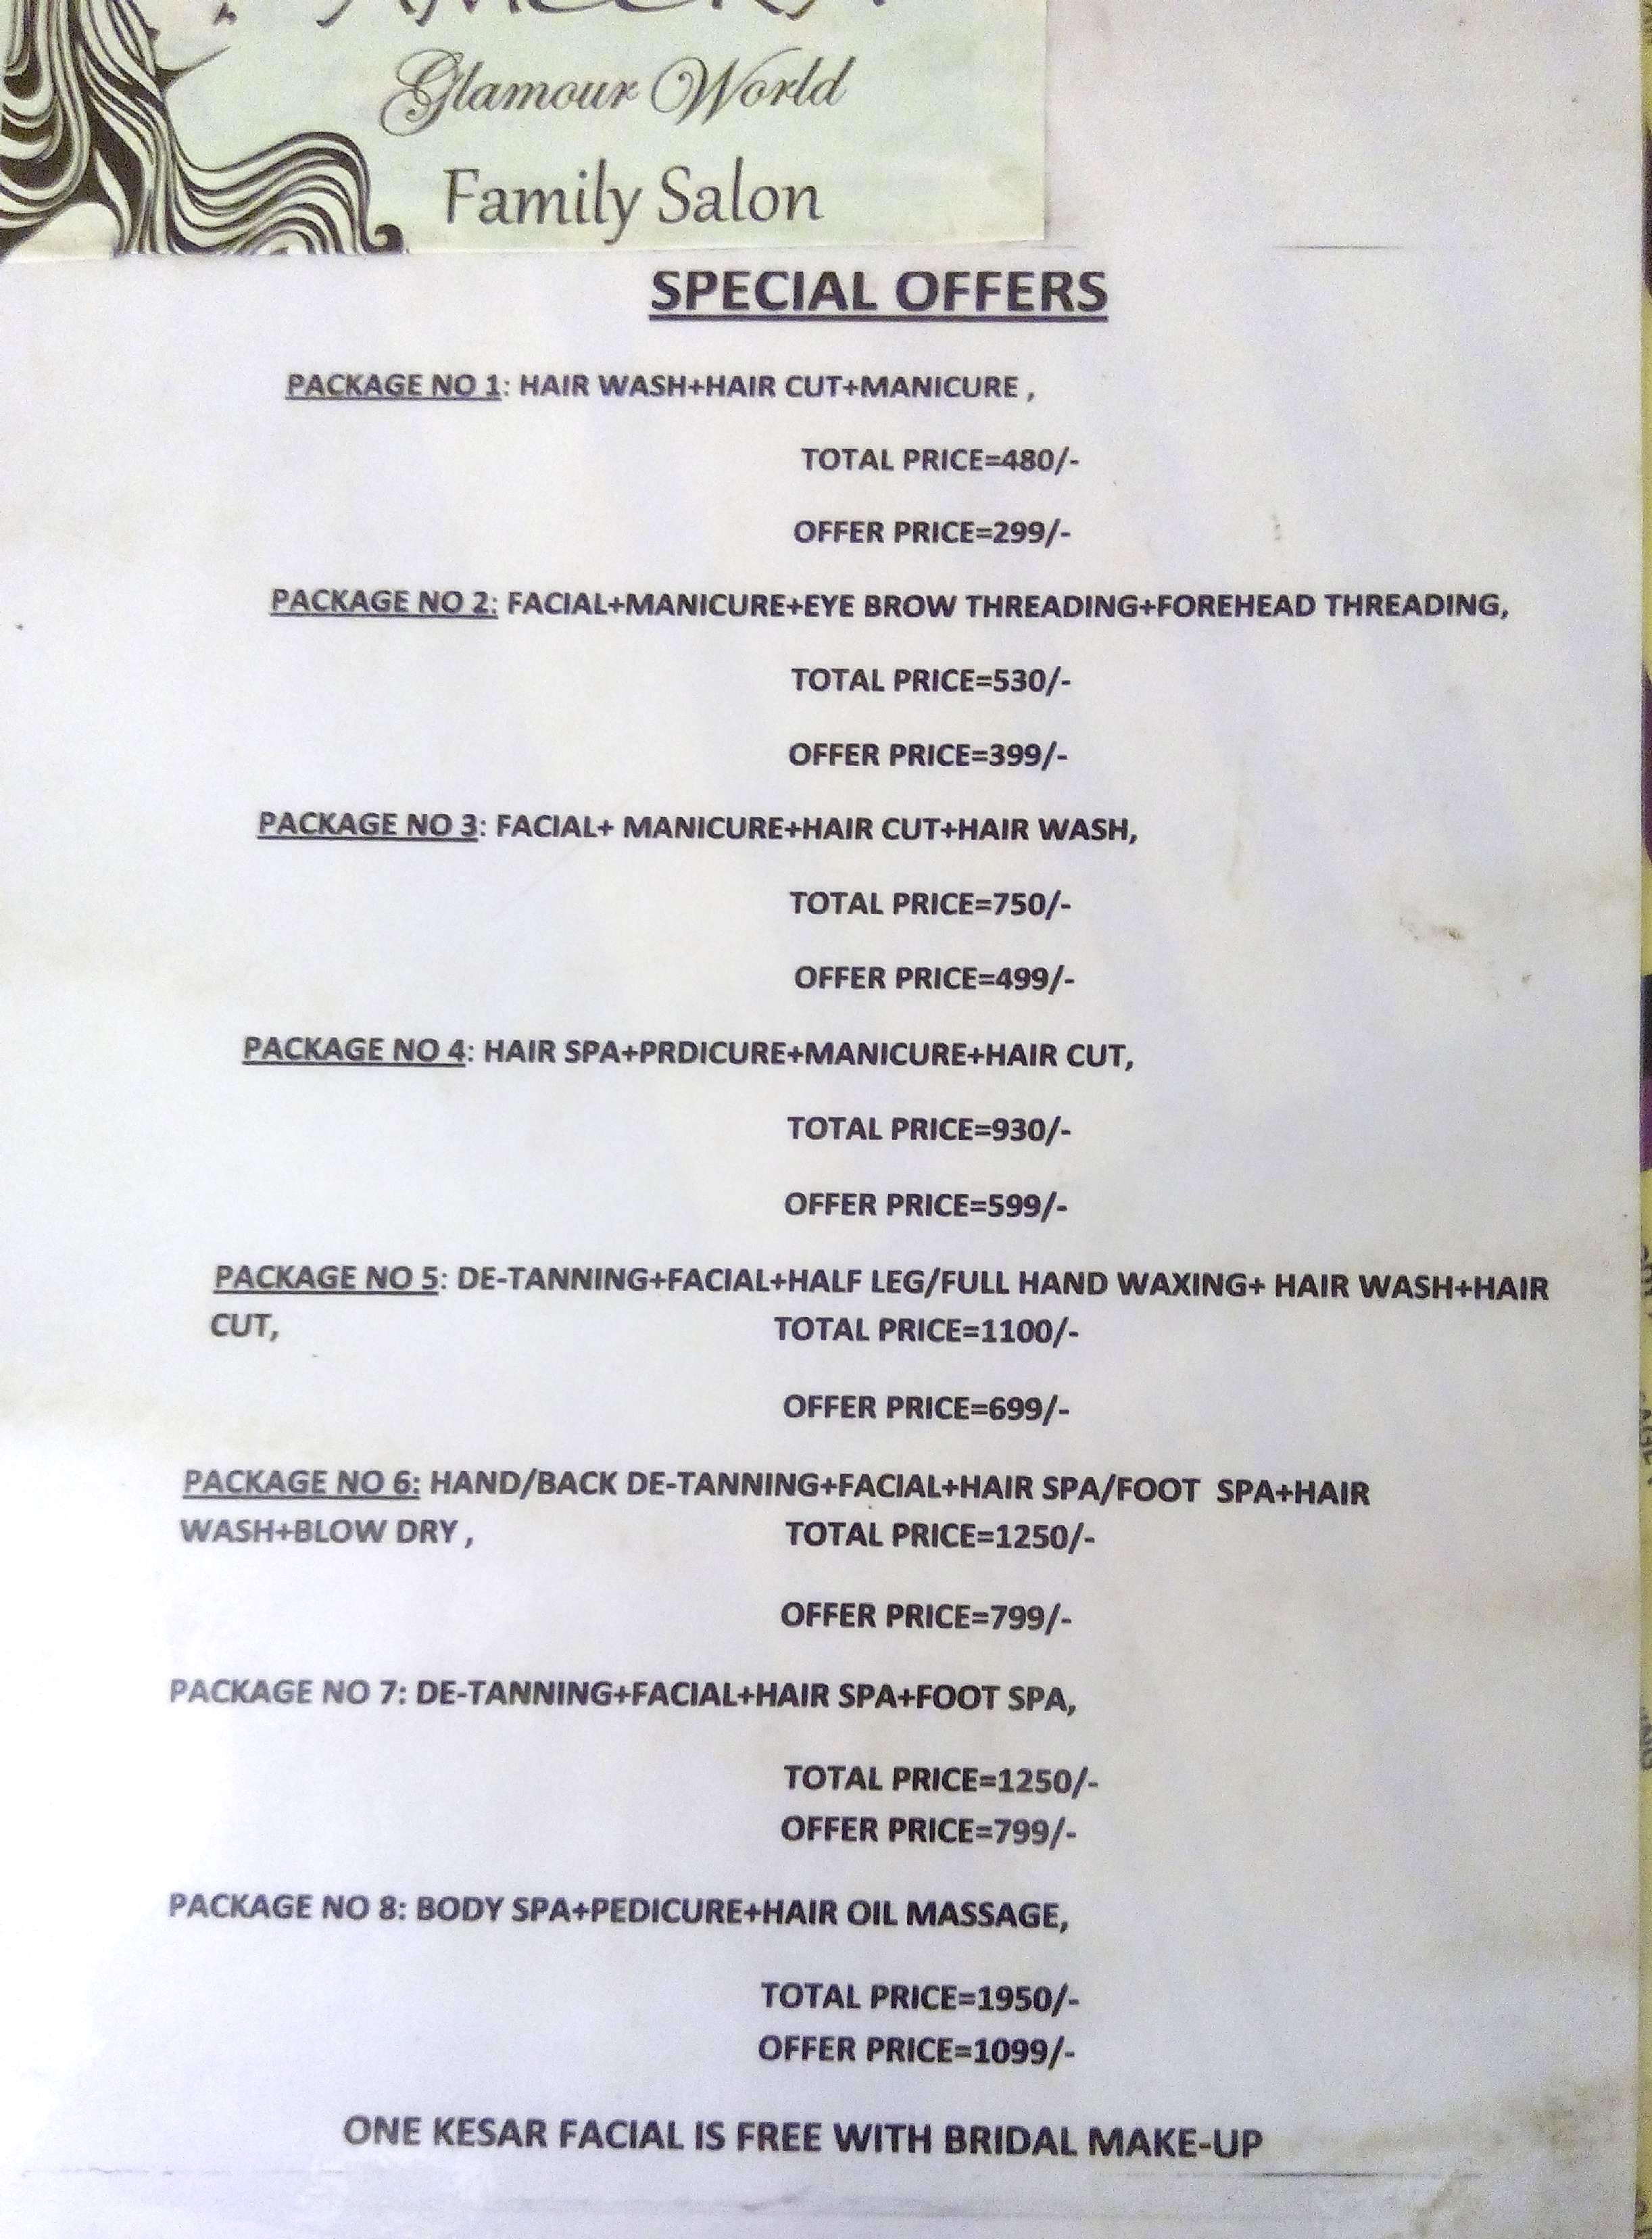 Glamour World
Family Salon
SPECIAL OFFERS
PACKAGE NO 1: HAIR WASH+HAIR CUT+MANICURE ,
TOTAL PRICE=480/-
OFFER PRICE=299/-
PACKAGE NO 2: FACIAL+MANICURE+EYE BROW THREADING+FOREHEAD THREADING,
TOTAL PRICE=530/-
OFFER PRICE=399/-
PACKAGE NO 3: FACIAL+ MANICURE+HAIR CUT+HAIR WASH,
TOTAL PRICE=750/-
OFFER PRICE=499/-
PACKAGE NO 4: HAIR SPA+PRDICURE+MANICURE+HAIR CUT,
TOTAL PRICE=930/-
OFFER PRICE=599/-
PACKAGE NO 5: DE-TANNING+FACIAL+HALF LEG/FULL HAND WAXING+ HAIR WASH+HAIR
CUT, TOTAL PRICE=1100/-
OFFER PRICE=699/-
PACKAGE NO 6: HAND/BACK DE-TANNING+FACIAL+HAIR SPA/FOOT SPA+HAIR
WASH+BLOW DRY , TOTAL PRICE=1250/-
OFFER PRICE=799/-
PACKAGE NO 7: DE-TANNING+FACIAL+HAIR SPA+FOOT SPA,
TOTAL PRICE=1250/-
OFFER PRICE=799/-
PACKAGE NO 8: BODY SPA+PEDICURE+HAIR OIL MASSAGE,
TOTAL PRICE=1950/-
OFFER PRICE=1099/-
ONE KESAR FACIAL IS FREE WITH BRIDAL MAKE-UP